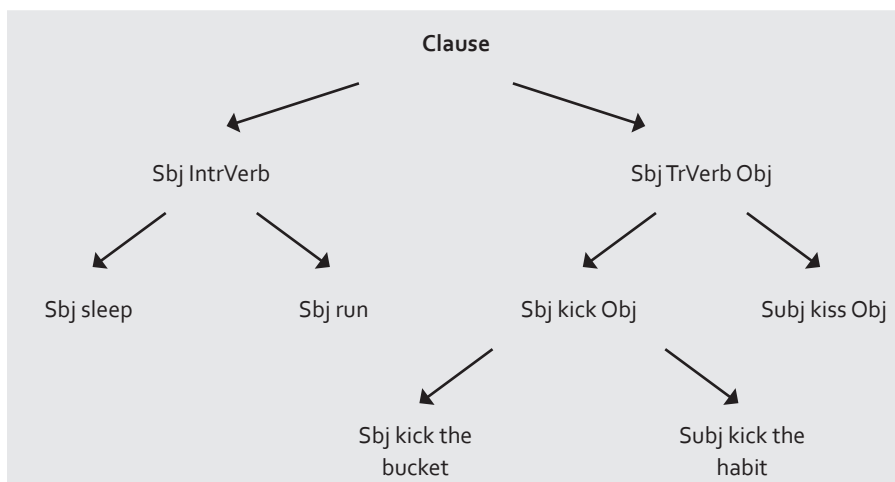 Clause
Sbj IntrVerb
Sbj TrVerb Obj
Sbj sleep
Sbj run
Sbj kick Obj
Subj kiss Obj
Sbj kick the
bucket
Subj kick the
habit